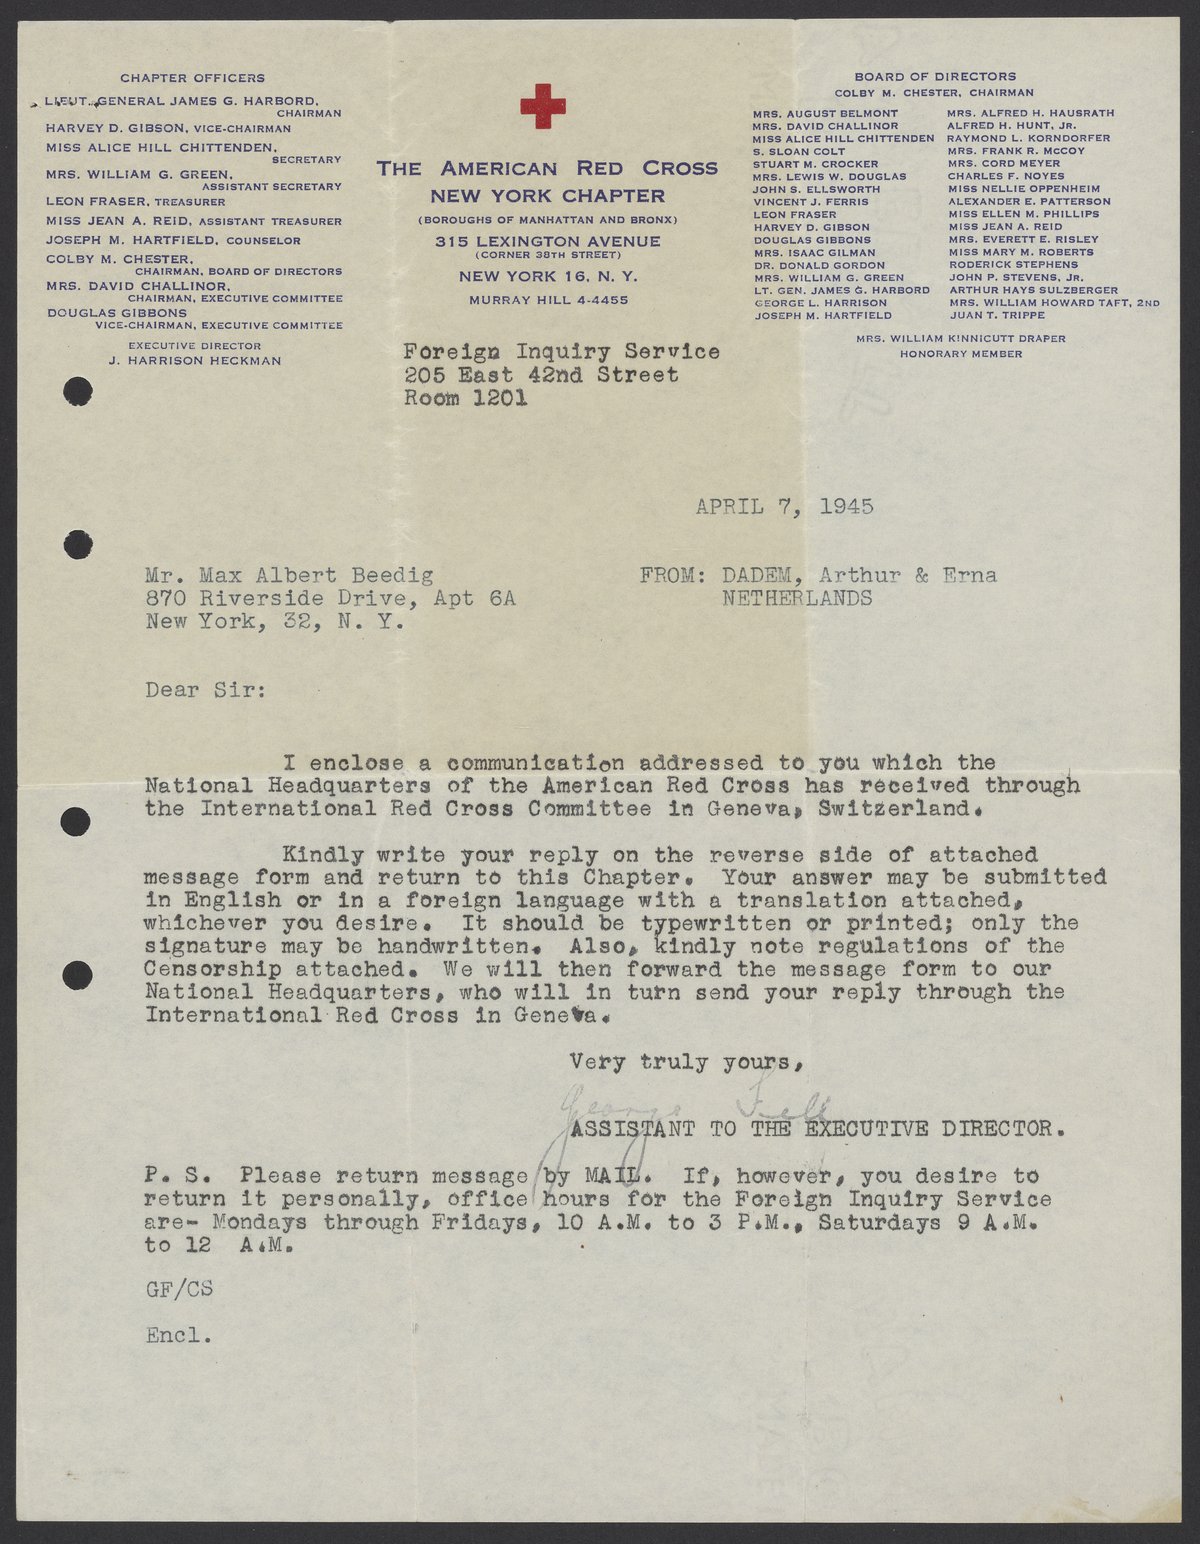 CHAPTER OFFICERS
LIEUT. GENERAL JAMES G. HARBORD,
CHAIRMAN
HARVEY D. GIBSON, VICE-CHAIRMAN
MISS ALICE HILL CHITTENDEN,
SECRETARY
MRS. WILLIAM G. GREEN,
ASSISTANT SECRETARY
LEON FRASER, TREASURER
MISS JEAN A. REID, ASSISTANT TREASURER
JOSEPH M. HARTFIELD, COUNSELOR
COLBY M. CHESTER,
CHAIRMAN, BOARD OF DIRECTORS
MRS. DAVID CHALLINOR,
CHAIRMAN, EXECUTIVE COMMITTEE
DOUGLAS GIBBONS
VICE-CHAIRMAN, EXECUTIVE COMMITTEE
EXECUTIVE DIRECTOR
J. HARRISON HECKMAN
THE AMERICAN RED CROSS
NEW YORK CHAPTER
(BOROUGHS OF MANHATTAN AND BRONX)
315 LEXINGTON AVENUE
(CORNER 38TH STREET)
NEW YORK 16, N. Y.
MURRAY HILL 4-4455
BOARD OF DIRECTORS
COLBY M. CHESTER, CHAIRMAN
MRS. AUGUST BELMONT
MRS. DAVID CHALLINOR
MISS ALICE HILL CHITTENDEN
S. SLOAN COLT
STUART M. CROCKER
MRS. LEWIS W. DOUGLAS
JOHN S. ELLSWORTH
VINCENT J. FERRIS
LEON FRASER
HARVEY D. GIBSON
DOUGLAS GIBBONS
MRS. ISAAC GILMAN
DR. DONALD GORDON
MRS. WILLIAM G. GREEN
LT. GEN. JAMES G. HARBORD
GEORGE L. HARRISON
JOSEPH M. HARTFIELD
MRS. ALFRED H. HAUSRATH
ALFRED H. HUNT, JR.
RAYMOND L. KORNDORFER
MRS. FRANK R. McCOY
MRS. CORD MEYER
CHARLES F. NOYES
MISS NELLIE OPPENHEIM
ALEXANDER E. PATTERSON
MISS ELLEN M. PHILLIPS
MISS JEAN A. REID
MRS. EVERETT E. RISLEY
MISS MARY M. ROBERTS
RODERICK STEPHENS
JOHN P. STEVENS, JR.
ARTHUR HAYS SULZBERGER
MRS. WILLIAM HOWARD TAFT, 2ND
JUAN T. TRIPPE
MRS. WILLIAM KINNICUTT DRAPER
HONORARY MEMBER
Foreign Inquiry Service
205 East 42nd Street
Room 1201
APRIL 7, 1945
Mr. Max Albert Beedig
870 Riverside Drive, Apt 6A
New York, 32, N. Y.
FROM: DADEM, Arthur & Erna
NETHERLANDS
Dear Sir:
I enclose a communication addressed to you which the
National Headquarters of the American Red Cross has received through
the International Red Cross Committee in Geneva, Switzerland.
Kindly write your reply on the reverse side of attached
message form and return to this Chapter. Your answer may be submitted
in English or in a foreign language with a translation attached,
whichever you desire. It should be typewritten or printed; only the
signature may be handwritten. Also, kindly note regulations of the
Censorship attached. We will then forward the message form to our
National Headquarters, who will in turn send your reply through the
International Red Cross in Geneva.
Very truly yours,
George Fell
ASSISTANT TO THE EXECUTIVE DIRECTOR.
P. S. Please return message by MAIL. If, however, you desire to
return it personally, office hours for the Foreign Inquiry Service
are- Mondays through Fridays, 10 A.M. to 3 P.M., Saturdays 9 A.M.
to 12 A.M.
GF/CS
Encl.